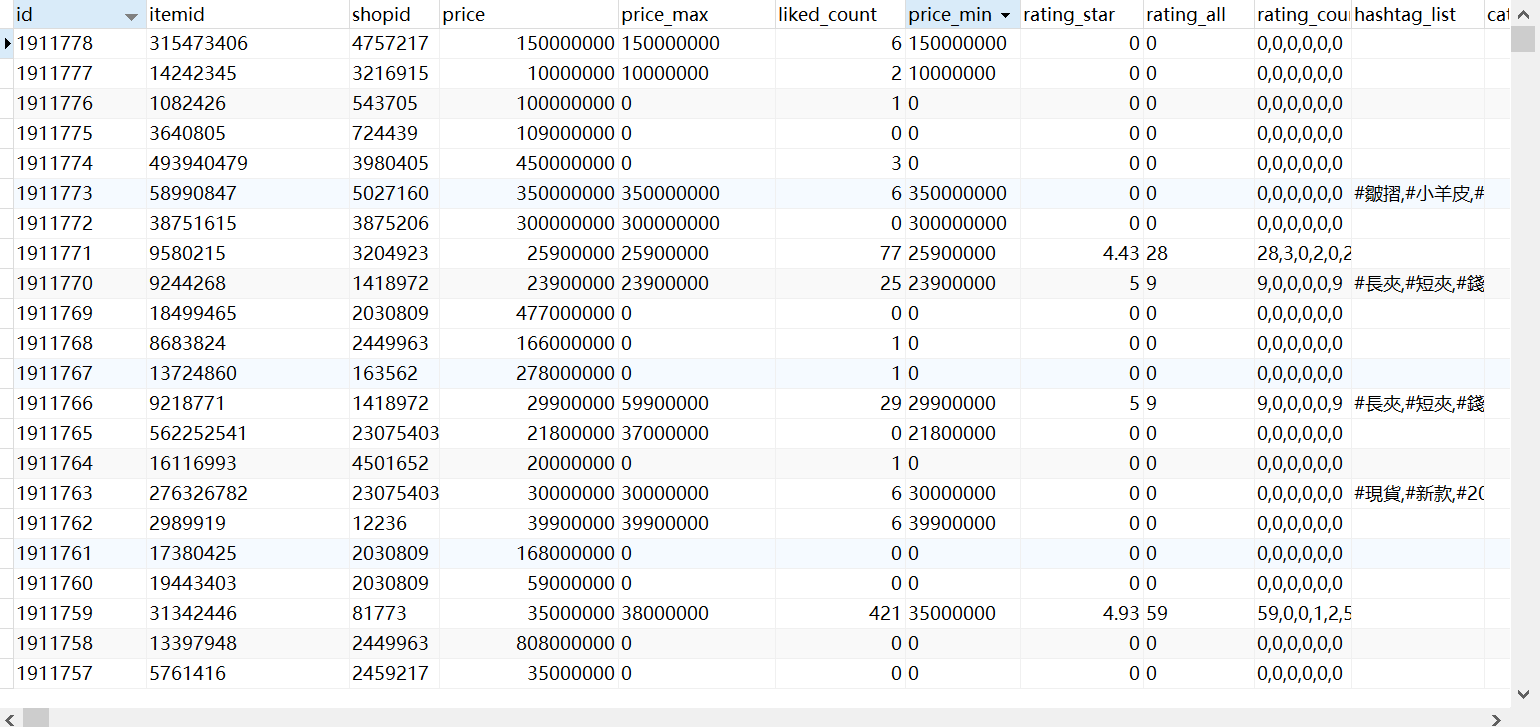 id itemid shopid price price_max liked_count price_min rating_star rating_all rating_cou hashtag_list cat
1911778 315473406 4757217 150000000 150000000 6 150000000 0 0 0,0,0,0,0,0
1911777 14242345 3216915 10000000 10000000 2 10000000 0 0 0,0,0,0,0,0
1911776 1082426 543705 100000000 0 1 0 0 0 0,0,0,0,0,0
1911775 3640805 724439 109000000 0 0 0 0 0 0,0,0,0,0,0
1911774 493940479 3980405 450000000 0 3 0 0 0 0,0,0,0,0,0
1911773 58990847 5027160 350000000 350000000 6 350000000 0 0 0,0,0,0,0,0 #皺摺,#小羊皮,#
1911772 38751615 3875206 300000000 300000000 0 300000000 0 0 0,0,0,0,0,0
1911771 9580215 3204923 25900000 25900000 77 25900000 4.43 28 28,3,0,2,0,2
1911770 9244268 1418972 23900000 23900000 25 23900000 5 9 9,0,0,0,0,9 #長夾,#短夾,#錢
1911769 18499465 2030809 477000000 0 0 0 0 0 0,0,0,0,0,0
1911768 8683824 2449963 166000000 0 1 0 0 0 0,0,0,0,0,0
1911767 13724860 163562 278000000 0 1 0 0 0 0,0,0,0,0,0
1911766 9218771 1418972 29900000 59900000 29 29900000 5 9 9,0,0,0,0,9 #長夾,#短夾,#錢
1911765 562252541 23075403 21800000 37000000 0 21800000 0 0 0,0,0,0,0,0
1911764 16116993 4501652 20000000 0 1 0 0 0 0,0,0,0,0,0
1911763 276326782 23075403 30000000 30000000 6 30000000 0 0 0,0,0,0,0,0 #現貨,#新款,#20
1911762 2989919 12236 39900000 39900000 6 39900000 0 0 0,0,0,0,0,0
1911761 17380425 2030809 168000000 0 0 0 0 0 0,0,0,0,0,0
1911760 19443403 2030809 59000000 0 0 0 0 0 0,0,0,0,0,0
1911759 31342446 81773 35000000 38000000 421 35000000 4.93 59 59,0,0,1,2,5
1911758 13397948 2449963 808000000 0 0 0 0 0 0,0,0,0,0,0
1911757 5761416 2459217 35000000 0 0 0 0 0 0,0,0,0,0,0